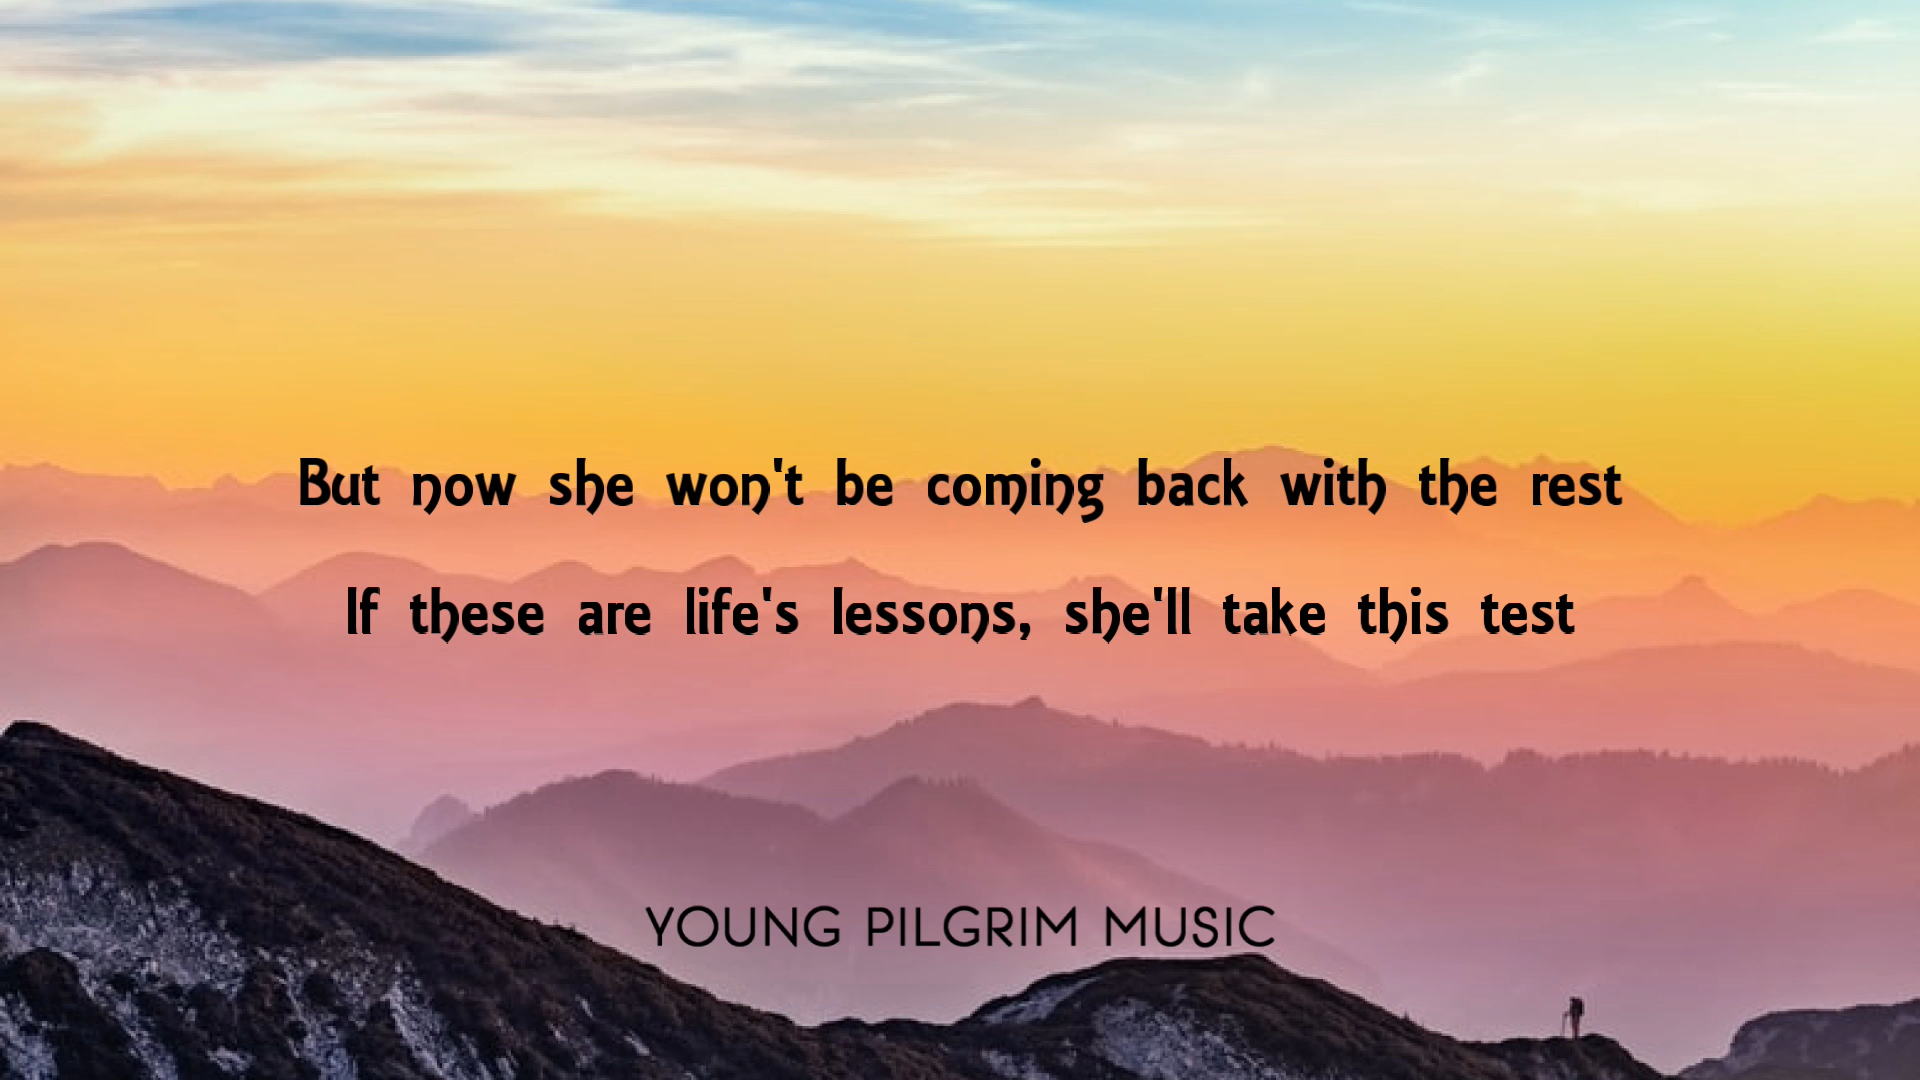 But now she won't be coming back with the rest
If these are life's lessons, she'll take this test
YOUNG PILGRIM MUSIC